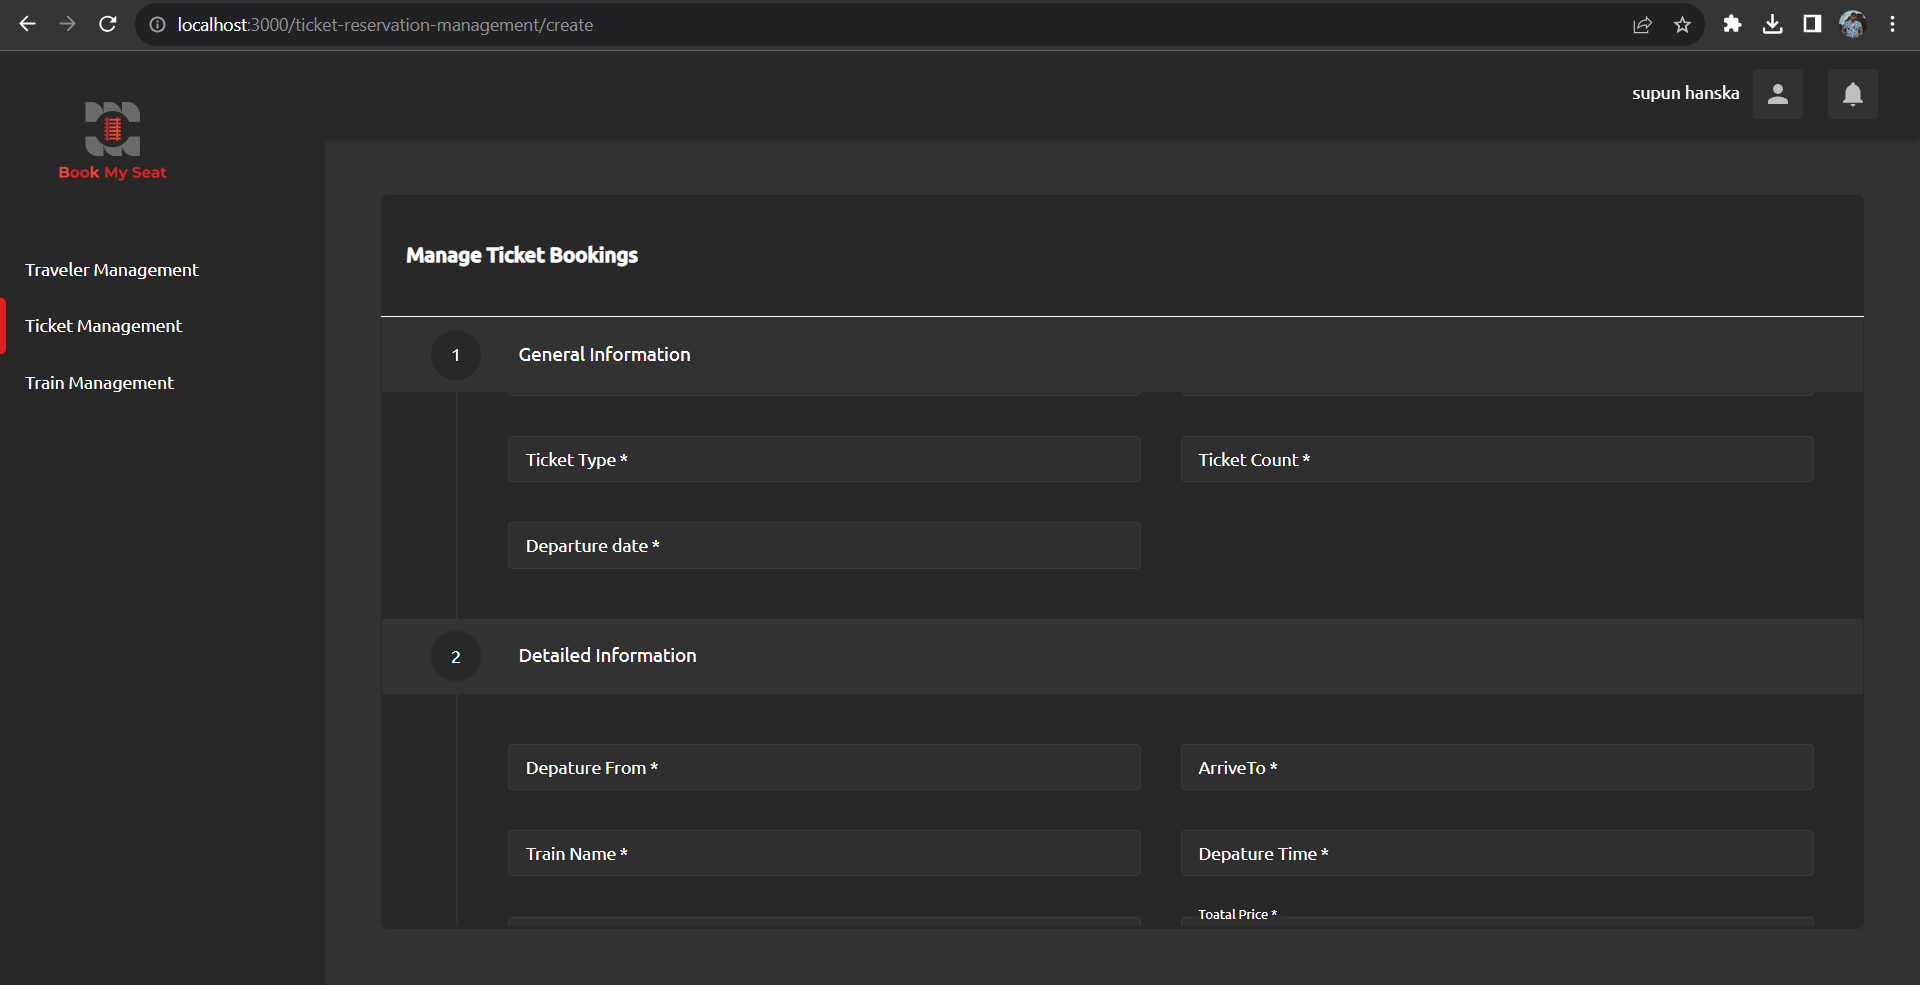 localhost:3000/ticket-reservation-management/create
supun hanska
Book My Seat
Traveler Management
Ticket Management
Train Management
Manage Ticket Bookings
1 General Information
Ticket Type * Ticket Count *
Departure date *
2 Detailed Information
Depature From * ArriveTo *
Train Name * Depature Time *
Toatal Price *